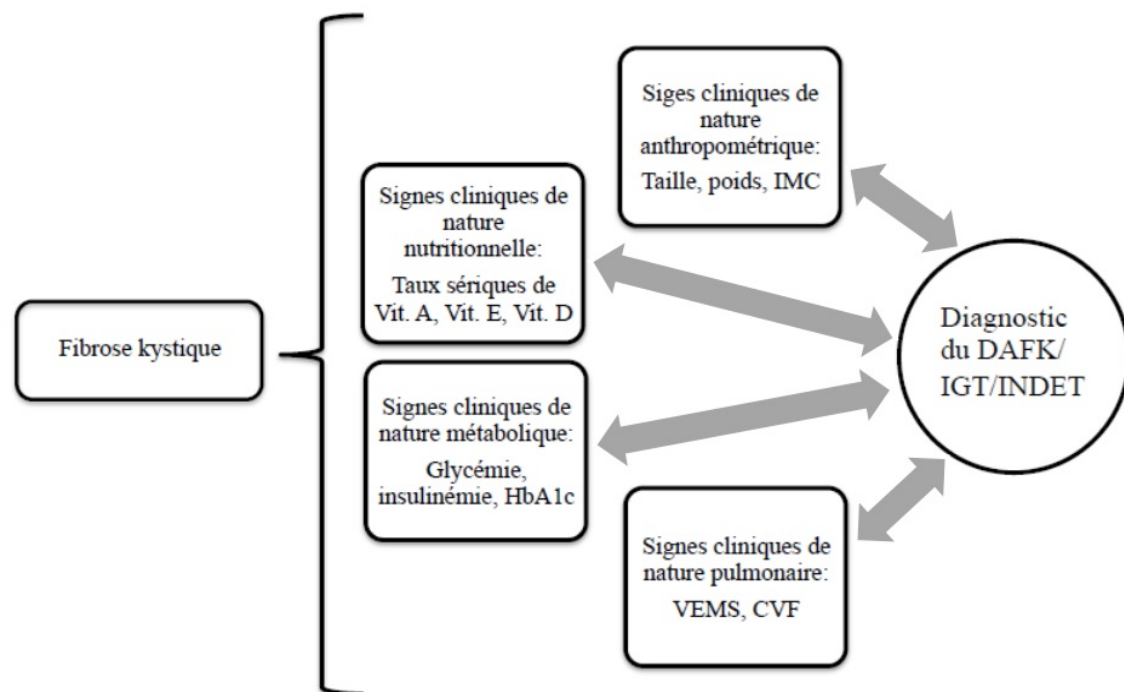 Fibrose kystique
Siges cliniques de
nature
anthropométrique:
Taille, poids, IMC
Signes cliniques de
nature
nutritionnelle:
Taux sériques de
Vit. A, Vit. E, Vit. D
Signes cliniques de
nature métabolique:
Glycémie,
insulinémie, HbA1c
Signes cliniques de
nature pulmonaire:
VEMS, CVF
Diagnostic
du DAFK/
IGT/INDET